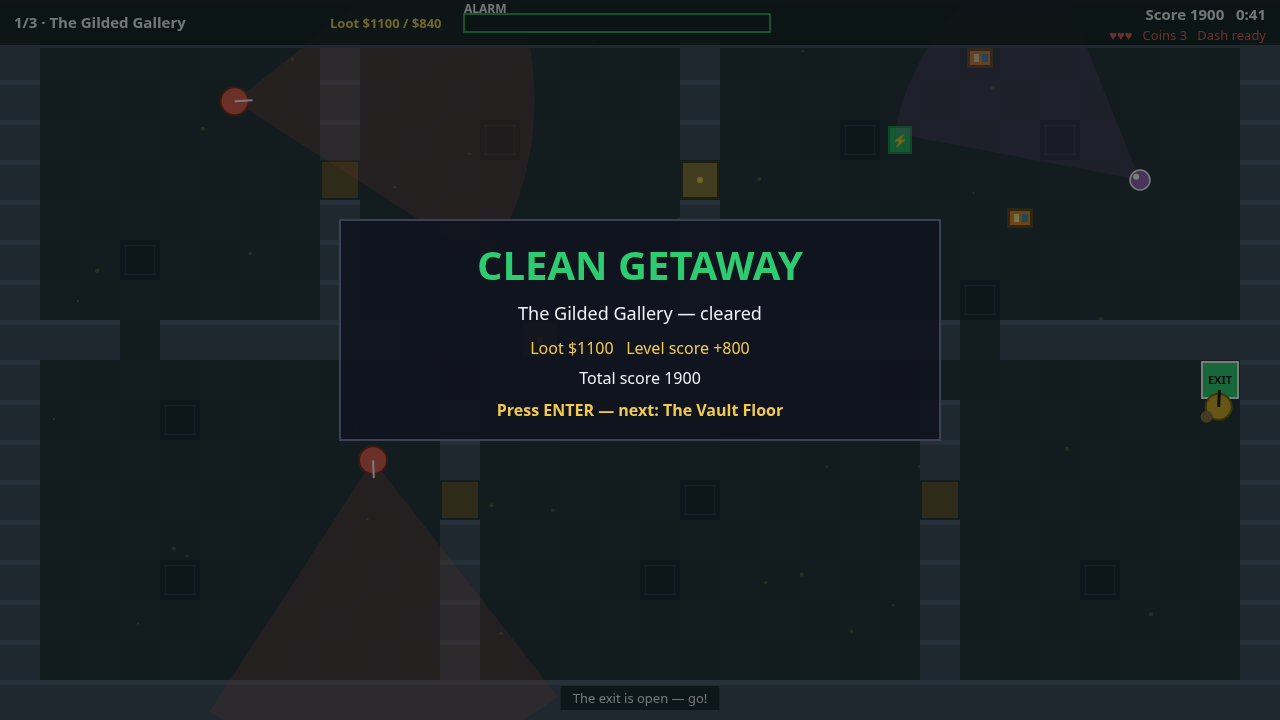 1/3 · The Gilded Gallery
Loot $1100 / $840
ALARM
Score 1900 0:41
♥♥♥ Coins 3 Dash ready
EXIT
CLEAN GETAWAY
The Gilded Gallery — cleared
Loot $1100 Level score +800
Total score 1900
Press ENTER — next: The Vault Floor
The exit is open — go!